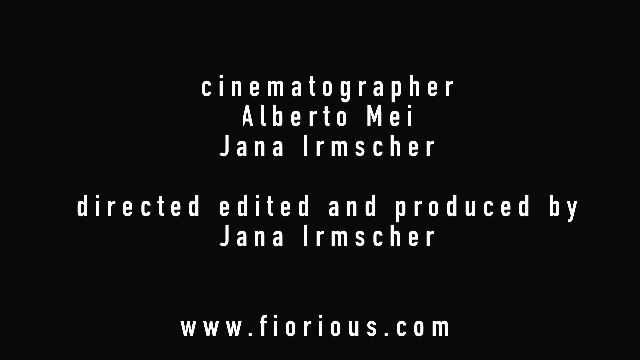 cinematographer
Alberto Mei
Jana Irmscher
directed edited and produced by
Jana Irmscher
www.fiorious.com